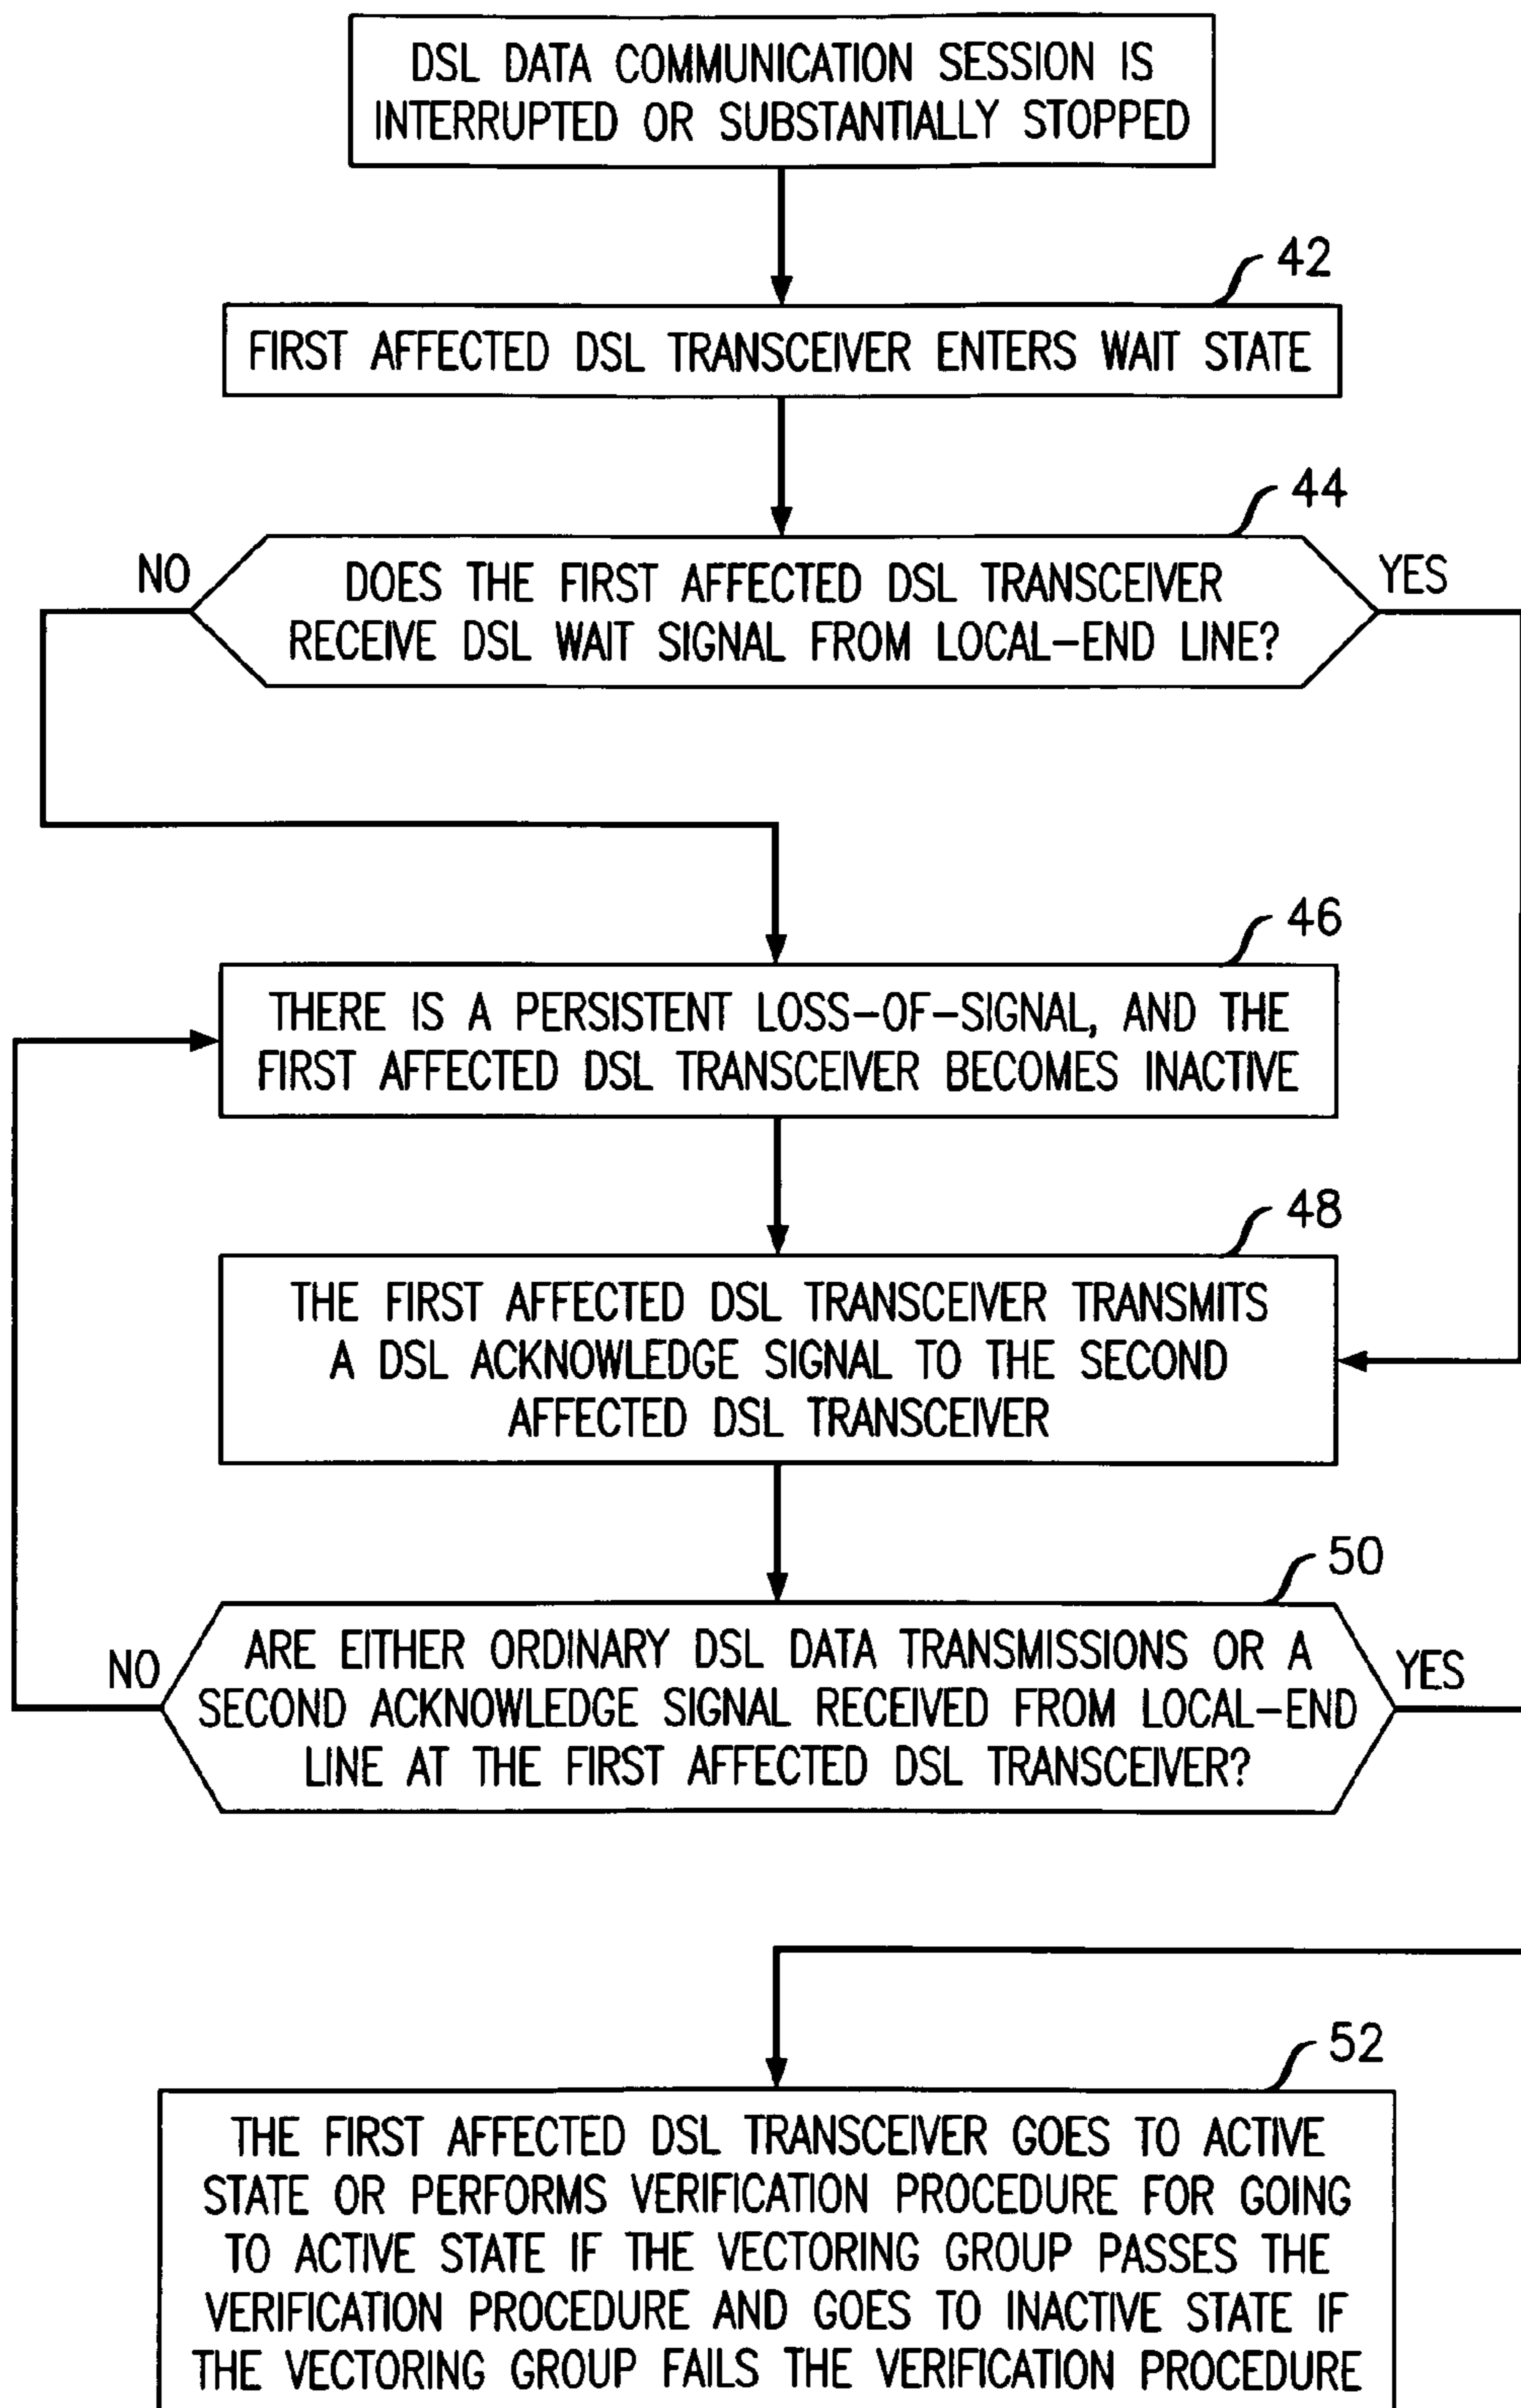 DSL DATA COMMUNICATION SESSION IS
INTERRUPTED OR SUBSTANTIALLY STOPPED
42
FIRST AFFECTED DSL TRANSCEIVER ENTERS WAIT STATE
44
NO
YES
DOES THE FIRST AFFECTED DSL TRANSCEIVER
RECEIVE DSL WAIT SIGNAL FROM LOCAL-END LINE?
46
THERE IS A PERSISTENT LOSS-OF-SIGNAL, AND THE
FIRST AFFECTED DSL TRANSCEIVER BECOMES INACTIVE
48
THE FIRST AFFECTED DSL TRANSCEIVER TRANSMITS
A DSL ACKNOWLEDGE SIGNAL TO THE SECOND
AFFECTED DSL TRANSCEIVER
50
NO
YES
ARE EITHER ORDINARY DSL DATA TRANSMISSIONS OR A
SECOND ACKNOWLEDGE SIGNAL RECEIVED FROM LOCAL-END
LINE AT THE FIRST AFFECTED DSL TRANSCEIVER?
52
THE FIRST AFFECTED DSL TRANSCEIVER GOES TO ACTIVE
STATE OR PERFORMS VERIFICATION PROCEDURE FOR GOING
TO ACTIVE STATE IF THE VECTORING GROUP PASSES THE
VERIFICATION PROCEDURE AND GOES TO INACTIVE STATE IF
THE VECTORING GROUP FAILS THE VERIFICATION PROCEDURE